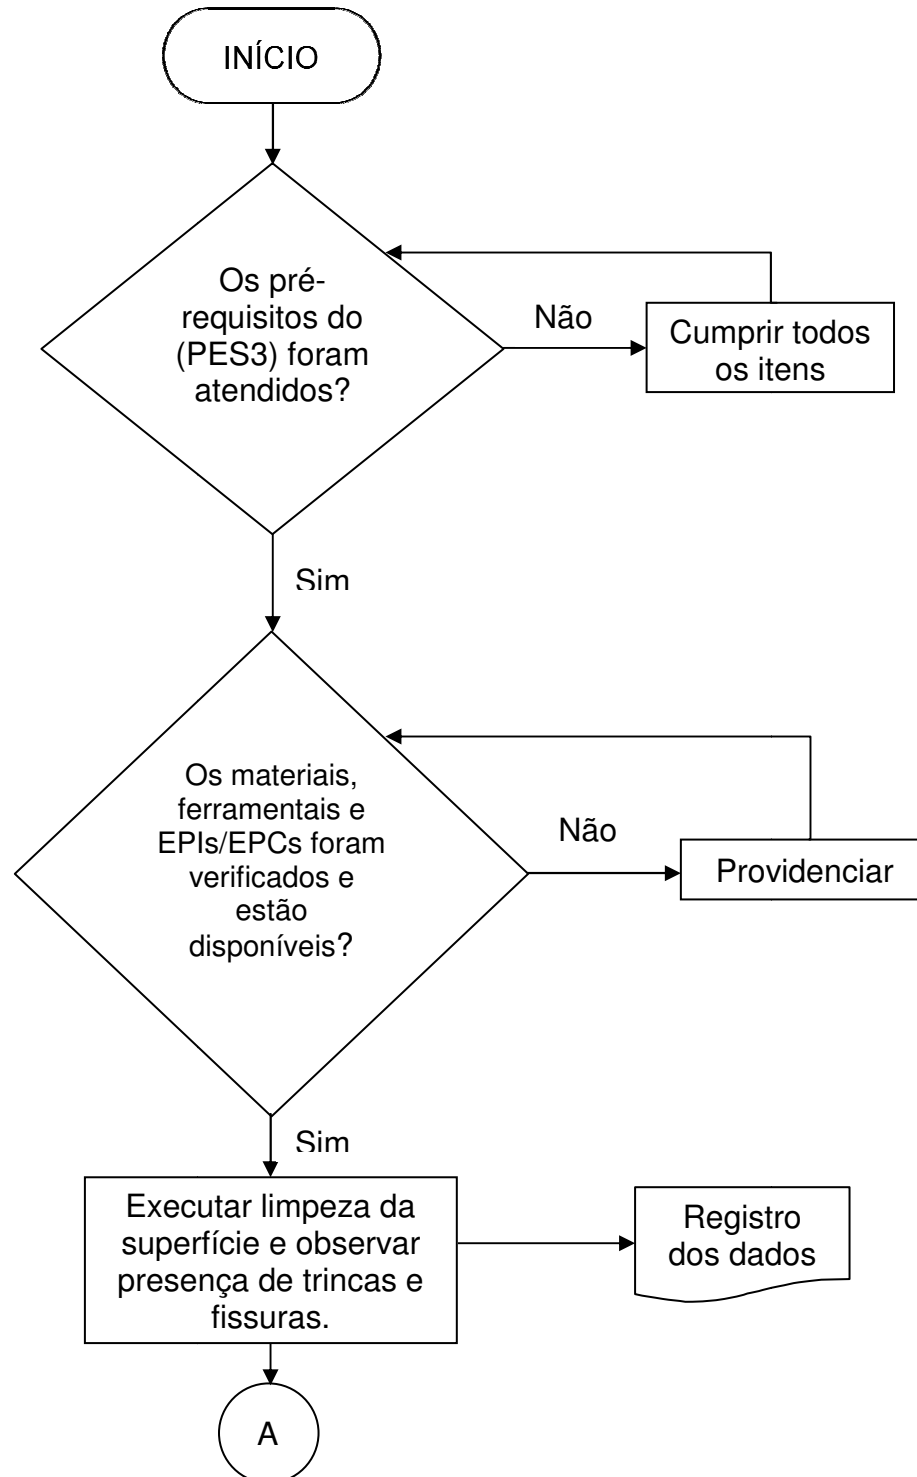 INÍCIO
Os pré-
requisitos do
(PES3) foram
atendidos?
Não
Cumprir todos
os itens
Sim
Os materiais,
ferramentais e
EPIs/EPCs foram
verificados e
estão
disponíveis?
Não
Providenciar
Sim
Executar limpeza da
superfície e observar
presença de trincas e
fissuras.
Registro
dos dados
A